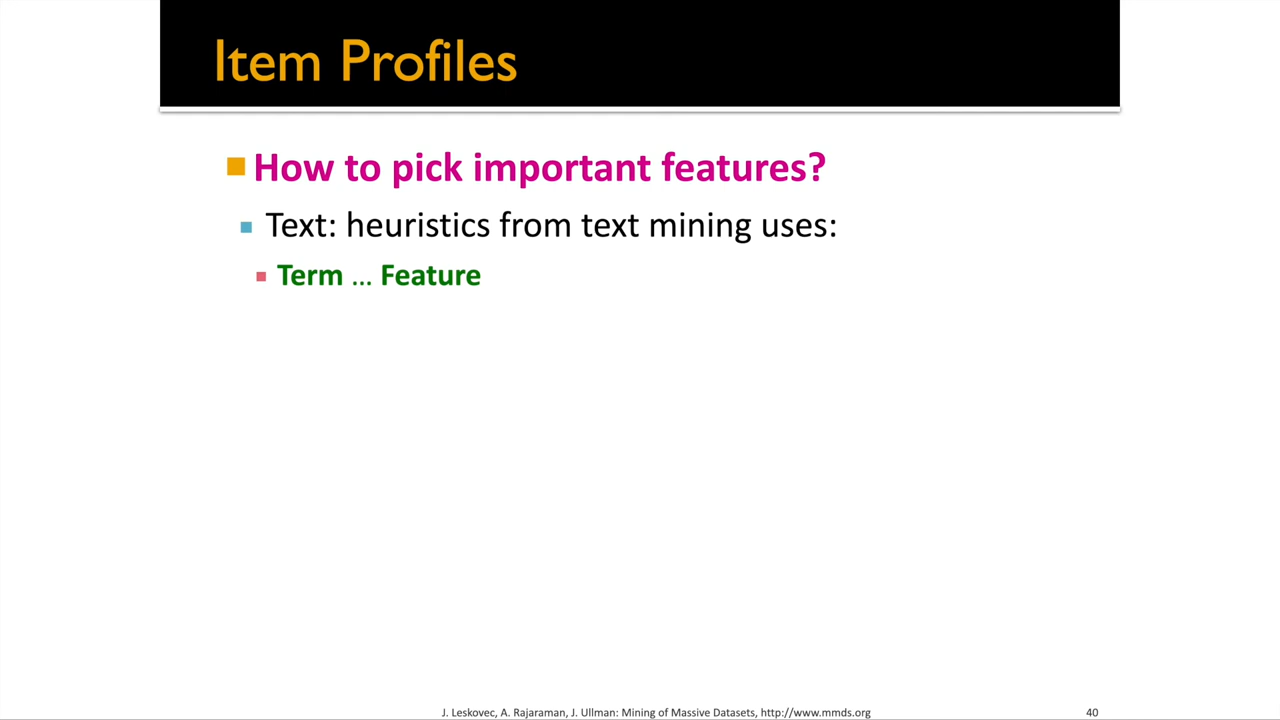 Item Profiles
How to pick important features?
Text: heuristics from text mining uses:
Term ... Feature
J. Leskovec, A. Rajaraman, J. Ullman: Mining of Massive Datasets, http://www.mmds.org
40